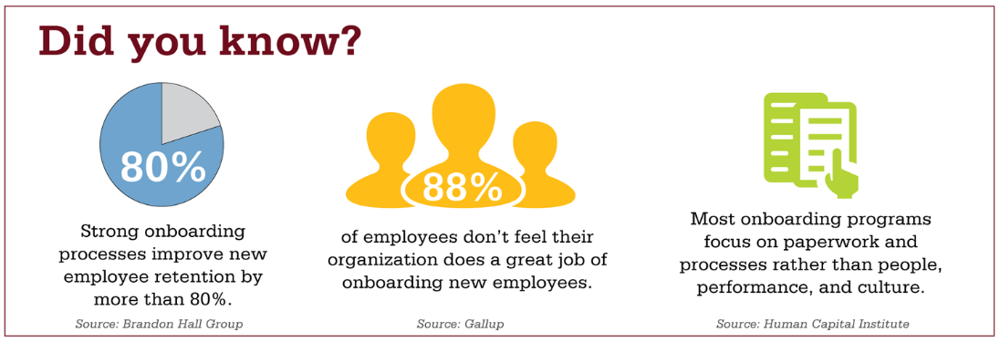 Did you know?
80%
Strong onboarding
processes improve new
employee retention by
more than 80%.
Source: Brandon Hall Group
88%
of employees don’t feel their
organization does a great job of
onboarding new employees.
Source: Gallup
Most onboarding programs
focus on paperwork and
processes rather than people,
performance, and culture.
Source: Human Capital Institute